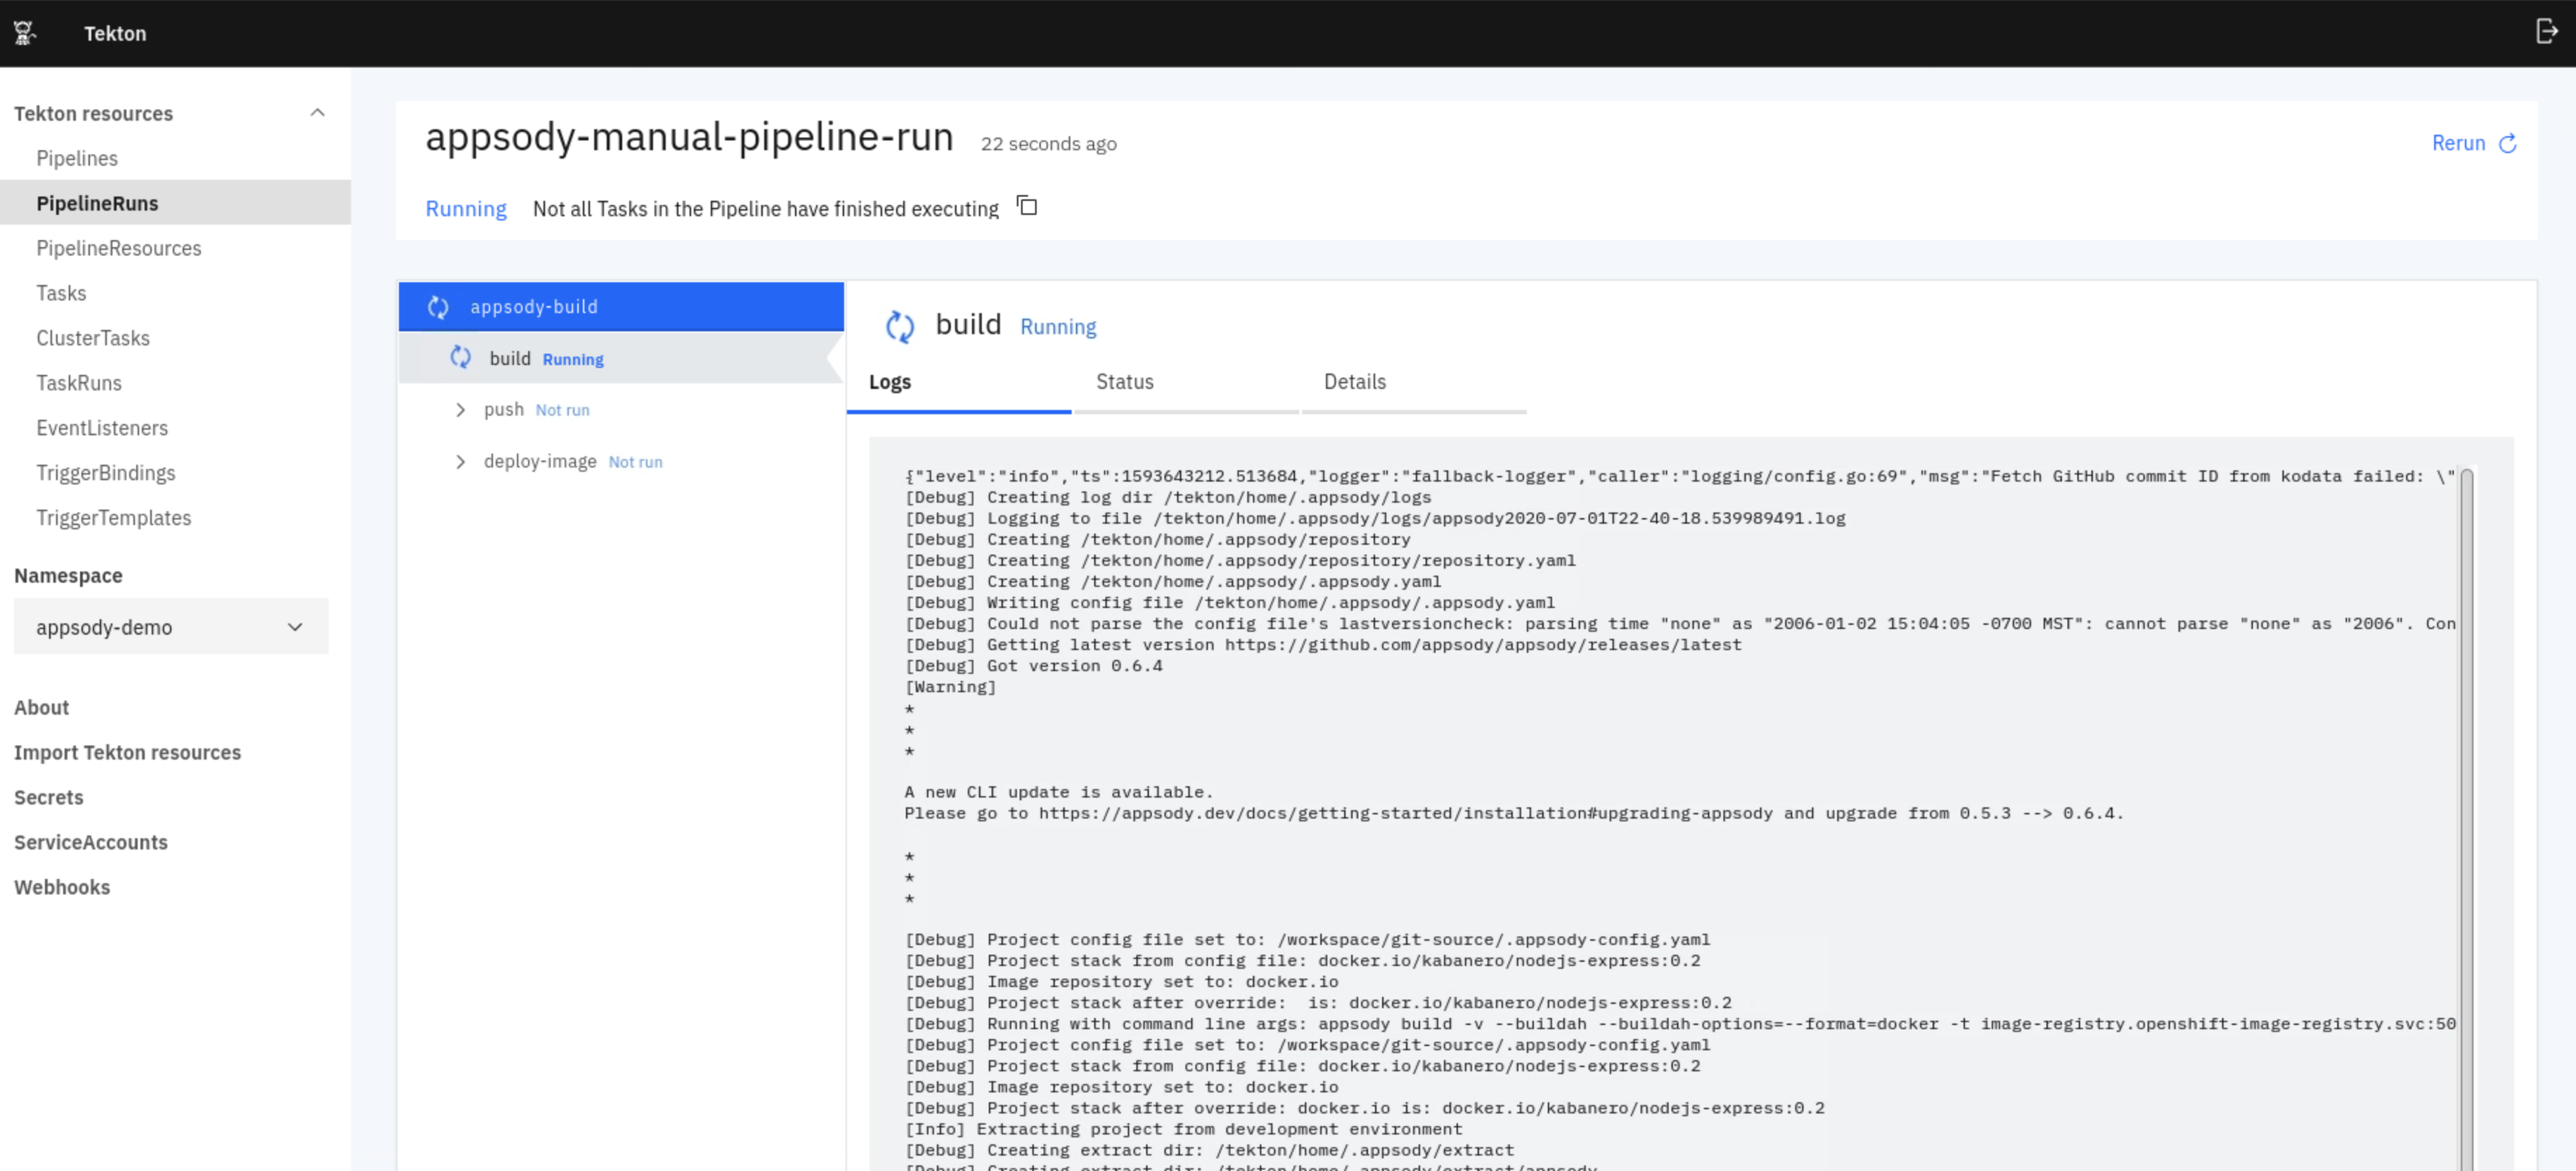 Tekton
Tekton resources
Pipelines
PipelineRuns
PipelineResources
Tasks
ClusterTasks
TaskRuns
EventListeners
TriggerBindings
TriggerTemplates
Namespace
appsody-demo
About
Import Tekton resources
Secrets
ServiceAccounts
Webhooks
appsody-manual-pipeline-run 22 seconds ago
Rerun
Running Not all Tasks in the Pipeline have finished executing
appsody-build
build Running
push Not run
deploy-image Not run
build Running
Logs Status Details
{"level":"info","ts":1593643212.513684,"logger":"fallback-logger","caller":"logging/config.go:69","msg":"Fetch GitHub commit ID from kodata failed: \"
[Debug] Creating log dir /tekton/home/.appsody/logs
[Debug] Logging to file /tekton/home/.appsody/logs/appsody2020-07-01T22-40-18.539989491.log
[Debug] Creating /tekton/home/.appsody/repository
[Debug] Creating /tekton/home/.appsody/repository/repository.yaml
[Debug] Creating /tekton/home/.appsody/.appsody.yaml
[Debug] Writing config file /tekton/home/.appsody/.appsody.yaml
[Debug] Could not parse the config file's lastversioncheck: parsing time "none" as "2006-01-02 15:04:05 -0700 MST": cannot parse "none" as "2006". Con
[Debug] Getting latest version https://github.com/appsody/appsody/releases/latest
[Debug] Got version 0.6.4
[Warning]
*
*
*
A new CLI update is available.
Please go to https://appsody.dev/docs/getting-started/installation#upgrading-appsody and upgrade from 0.5.3 --> 0.6.4.
*
*
*
[Debug] Project config file set to: /workspace/git-source/.appsody-config.yaml
[Debug] Project stack from config file: docker.io/kabanero/nodejs-express:0.2
[Debug] Image repository set to: docker.io
[Debug] Project stack after override:  is: docker.io/kabanero/nodejs-express:0.2
[Debug] Running with command line args: appsody build -v --buildah --buildah-options=--format=docker -t image-registry.openshift-image-registry.svc:50
[Debug] Project config file set to: /workspace/git-source/.appsody-config.yaml
[Debug] Project stack from config file: docker.io/kabanero/nodejs-express:0.2
[Debug] Image repository set to: docker.io
[Debug] Project stack after override: docker.io is: docker.io/kabanero/nodejs-express:0.2
[Info] Extracting project from development environment
[Debug] Creating extract dir: /tekton/home/.appsody/extract
[Debug] Creating extract dir: /tekton/home/.appsody/extract/appsody